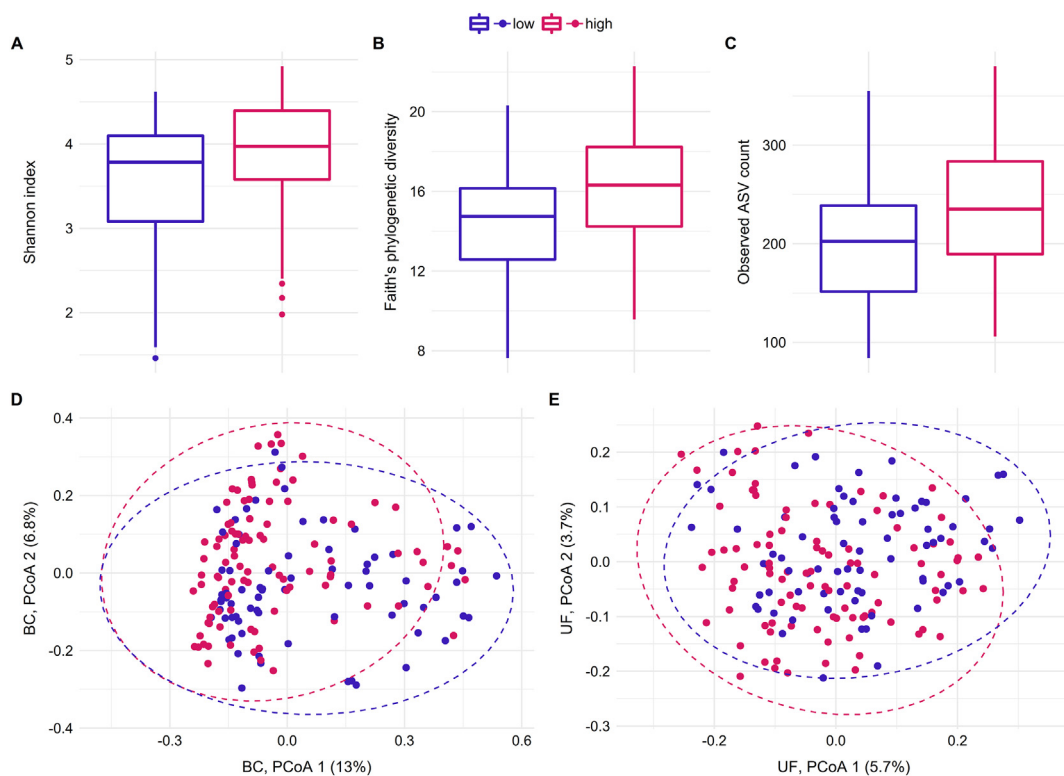 low high
A
B
C
Shannon index
5
4
3
2
Faith's phylogenetic diversity
20
16
12
8
Observed ASV count
300
200
100
D
E
BC, PCoA 2 (6.8%)
0.4
0.2
0.0
-0.2
-0.4
-0.3
0.0
0.3
0.6
BC, PCoA 1 (13%)
UF, PCoA 2 (3.7%)
0.2
0.1
0.0
-0.1
-0.2
-0.3
-0.2
0.0
0.2
UF, PCoA 1 (5.7%)